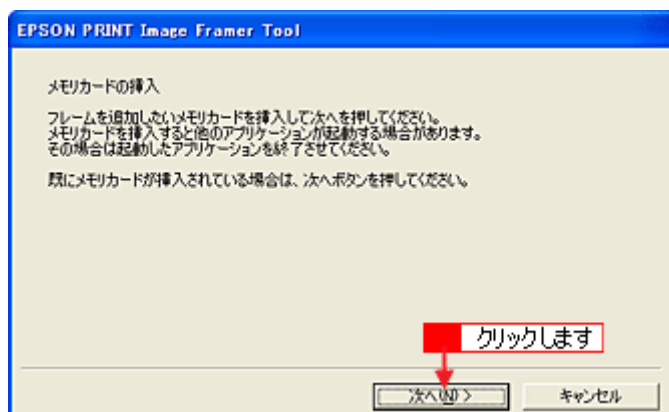 EPSON PRINT Image Framer Tool
メモリカードの挿入
フレームを追加したいメモリカードを挿入して次へを押してください。
メモリカードを挿入すると他のアプリケーションが起動する場合があります。
その場合は起動したアプリケーションを終了させてください。
既にメモリカードが挿入されている場合は、次へボタンを押してください。
クリックします
次へ(N) >
キャンセル